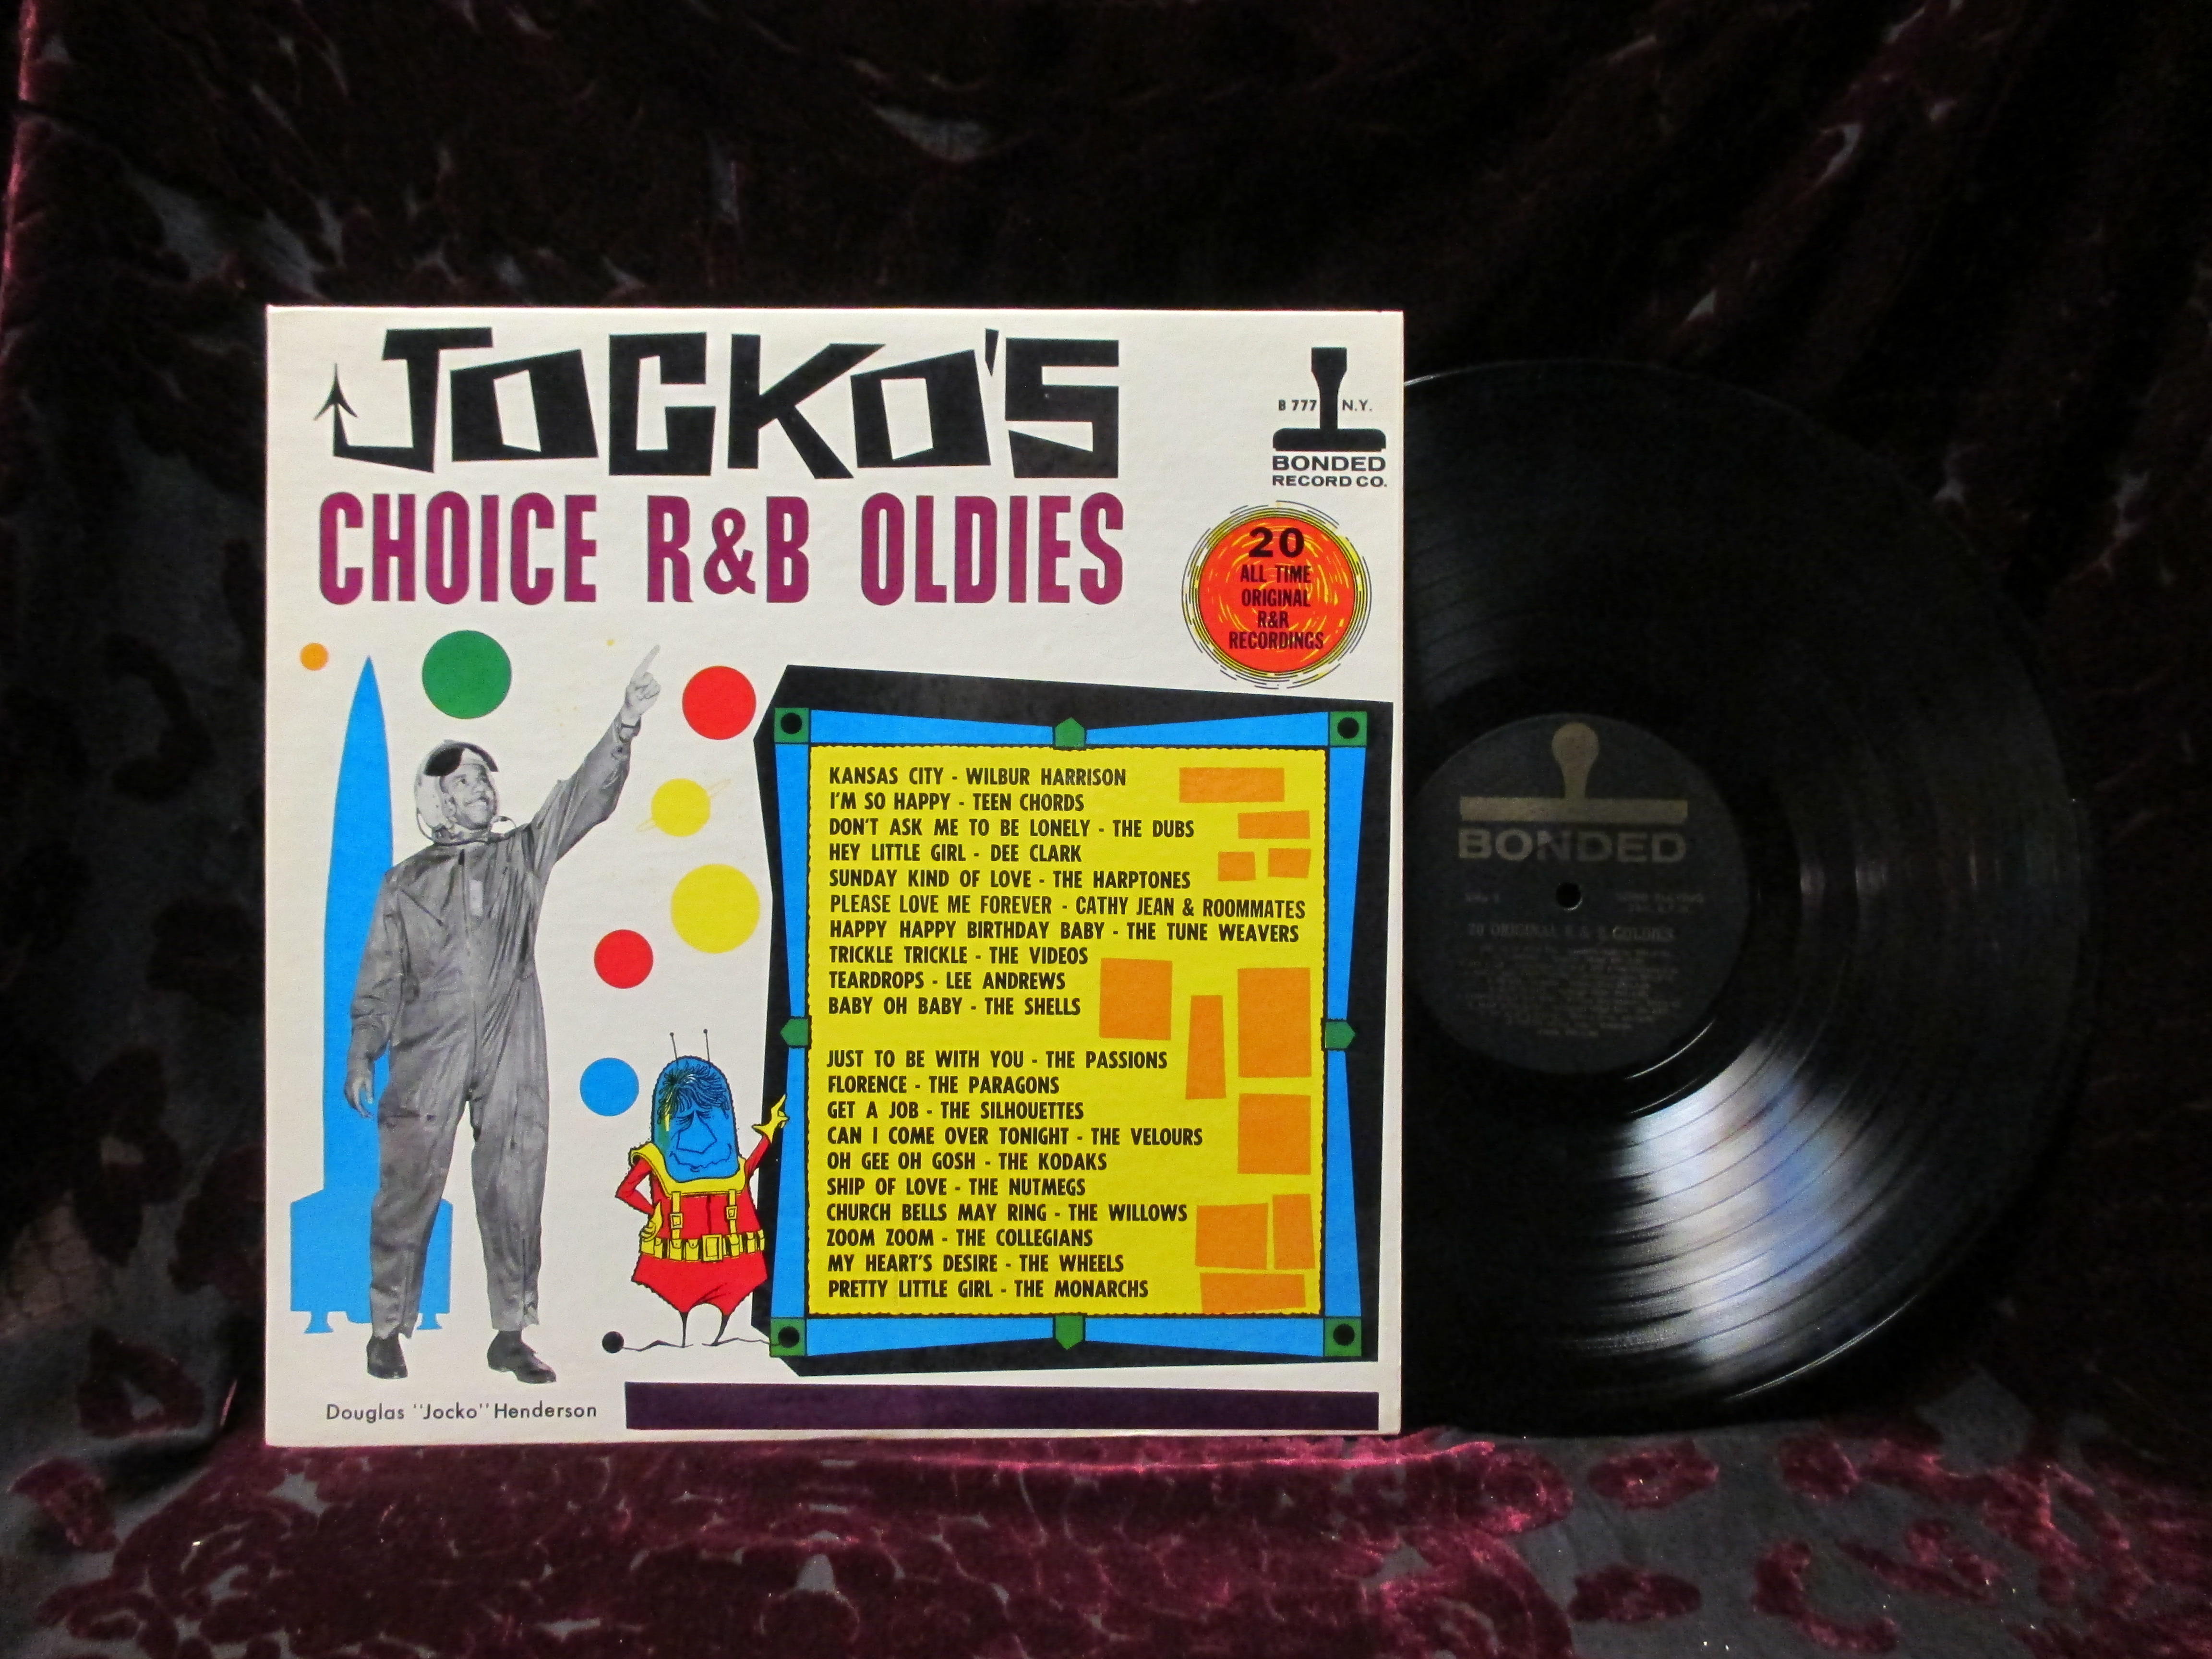 JOCKO'S
CHOICE R&B OLDIES
B 777 N.Y.
BONDED
RECORD CO.
20
ALL TIME
ORIGINAL
R&R
RECORDINGS
KANSAS CITY - WILBUR HARRISON
I'M SO HAPPY - TEEN CHORDS
DON'T ASK ME TO BE LONELY - THE DUBS
HEY LITTLE GIRL - DEE CLARK
SUNDAY KIND OF LOVE - THE HARPTONES
PLEASE LOVE ME FOREVER - CATHY JEAN & ROOMMATES
HAPPY HAPPY BIRTHDAY BABY - THE TUNE WEAVERS
TRICKLE TRICKLE - THE VIDEOS
TEARDROPS - LEE ANDREWS
BABY OH BABY - THE SHELLS
JUST TO BE WITH YOU - THE PASSIONS
FLORENCE - THE PARAGONS
GET A JOB - THE SILHOUETTES
CAN I COME OVER TONIGHT - THE VELOURS
OH GEE OH GOSH - THE KODAKS
SHIP OF LOVE - THE NUTMEGS
CHURCH BELLS MAY RING - THE WILLOWS
ZOOM ZOOM - THE COLLEGIANS
MY HEART'S DESIRE - THE WHEELS
PRETTY LITTLE GIRL - THE MONARCHS
Douglas "Jocko" Henderson
BONDED
20 ORIGINAL R & B